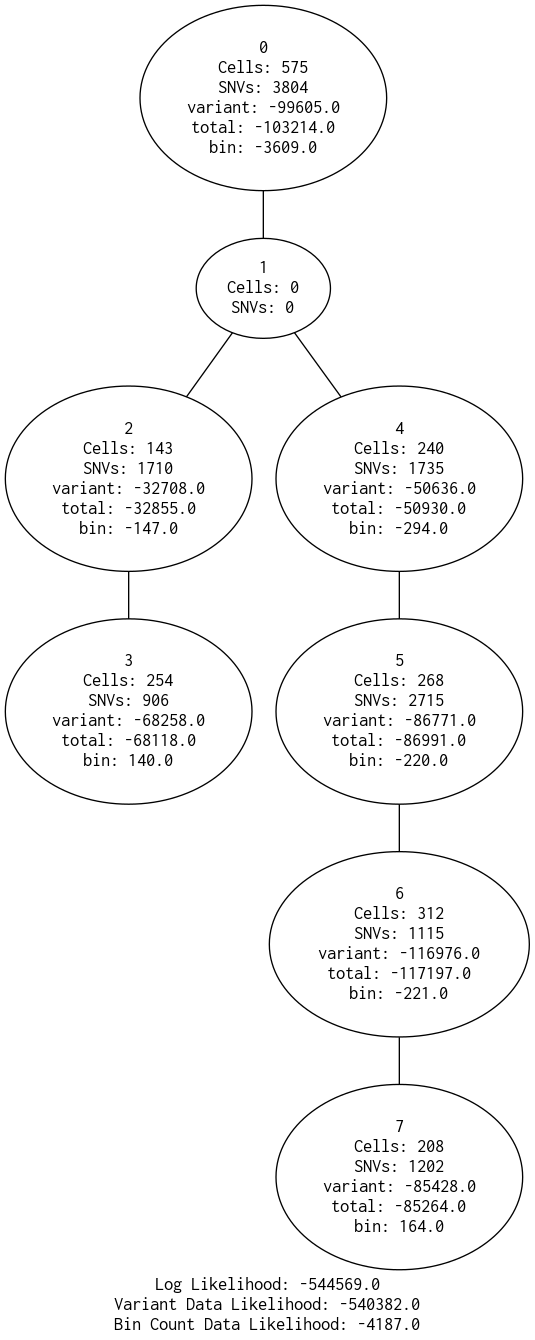 0
Cells: 575
SNVs: 3804
variant: -99605.0
total: -103214.0
bin: -3609.0
1
Cells: 0
SNVs: 0
2
Cells: 143
SNVs: 1710
variant: -32708.0
total: -32855.0
bin: -147.0
4
Cells: 240
SNVs: 1735
variant: -50636.0
total: -50930.0
bin: -294.0
3
Cells: 254
SNVs: 906
variant: -68258.0
total: -68118.0
bin: 140.0
5
Cells: 268
SNVs: 2715
variant: -86771.0
total: -86991.0
bin: -220.0
6
Cells: 312
SNVs: 1115
variant: -116976.0
total: -117197.0
bin: -221.0
7
Cells: 208
SNVs: 1202
variant: -85428.0
total: -85264.0
bin: 164.0
Log Likelihood: -544569.0
Variant Data Likelihood: -540382.0
Bin Count Data Likelihood: -4187.0